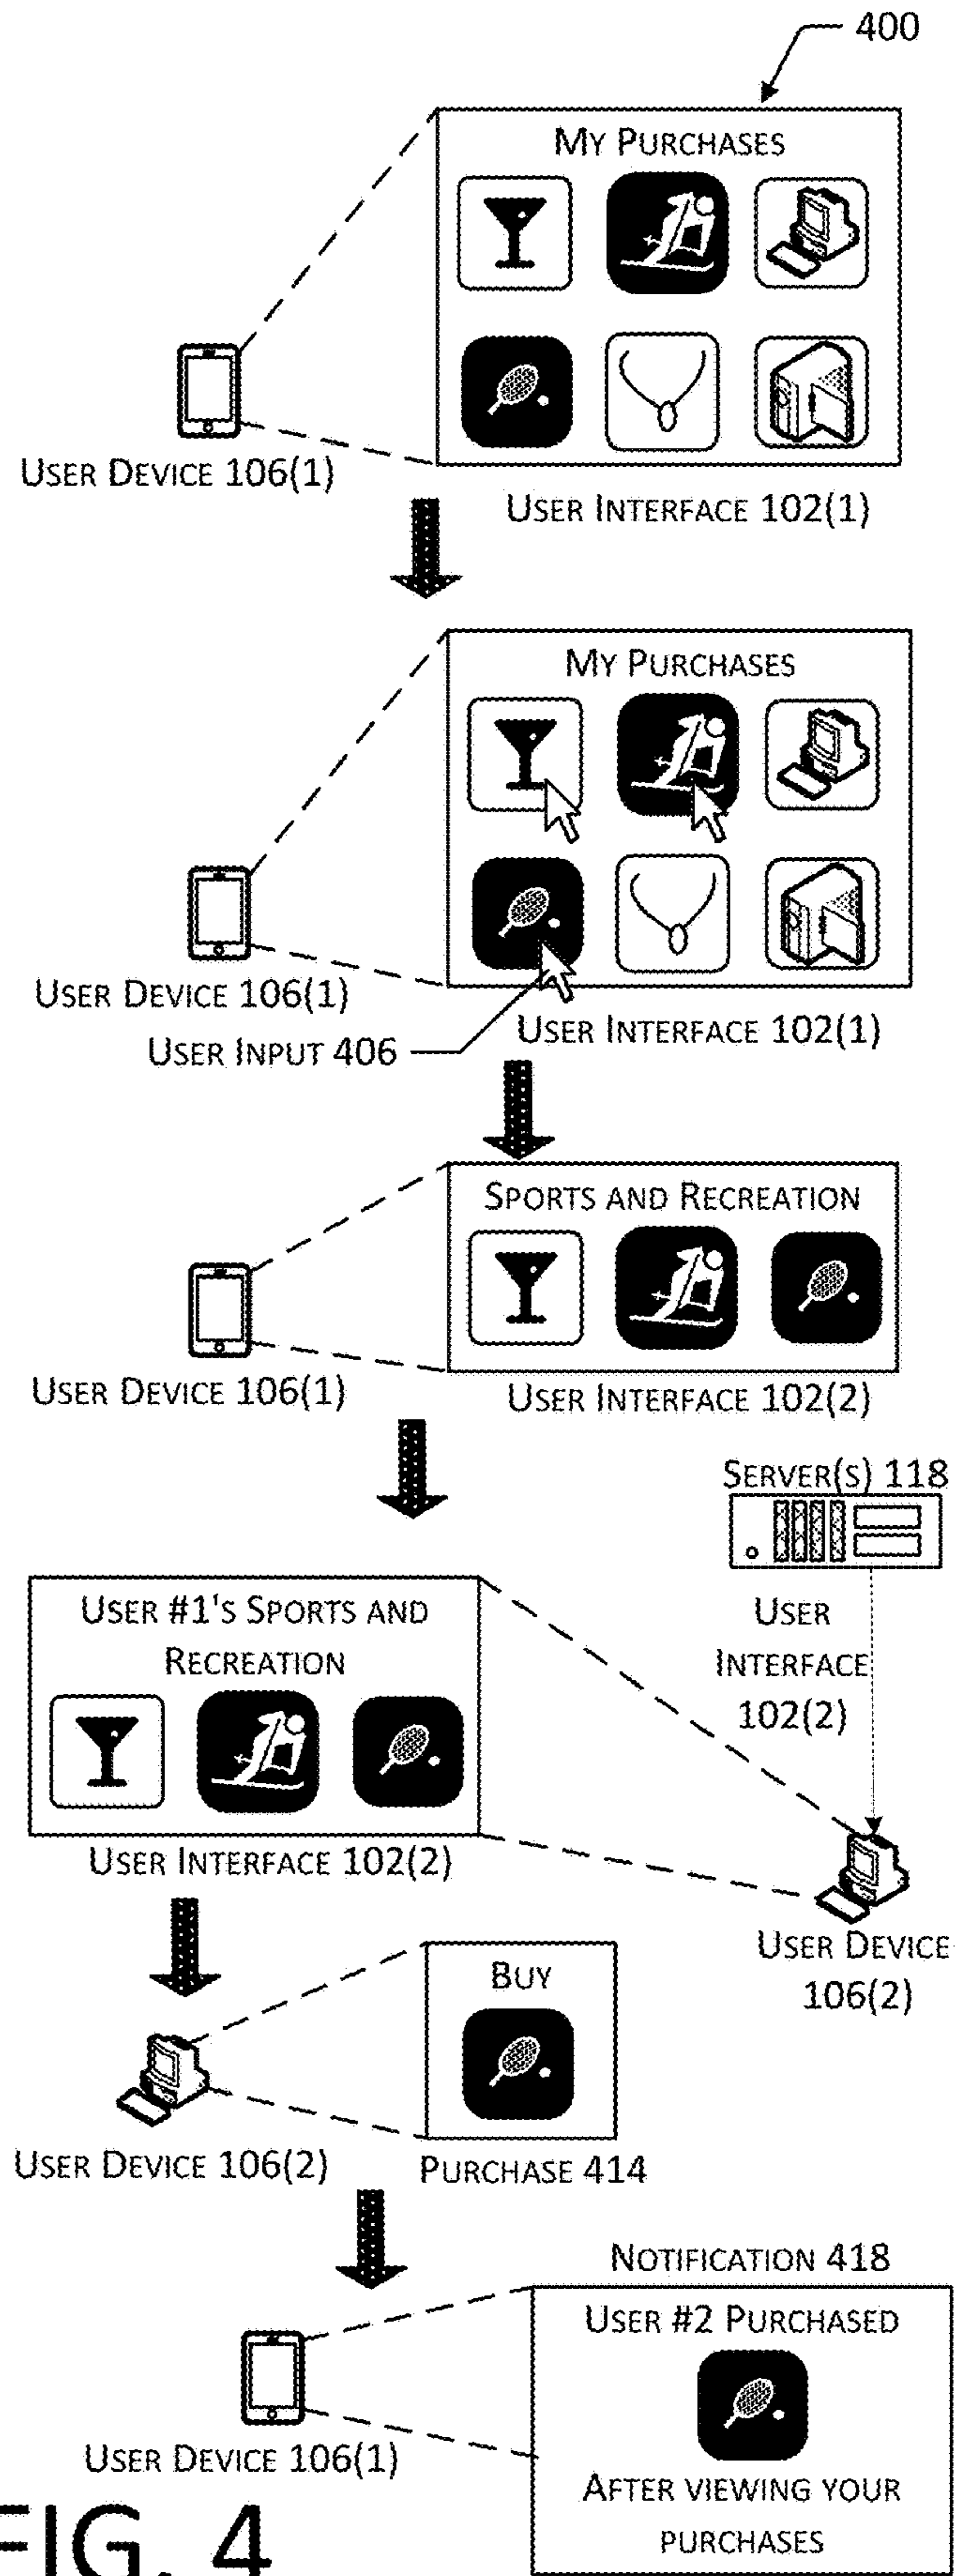 400
MY PURCHASES
USER DEVICE 106(1)
USER INTERFACE 102(1)
MY PURCHASES
USER DEVICE 106(1)
USER INTERFACE 102(1)
USER INPUT 406
SPORTS AND RECREATION
USER DEVICE 106(1)
USER INTERFACE 102(2)
SERVER(S) 118
USER
INTERFACE
102(2)
USER #1'S SPORTS AND
RECREATION
USER INTERFACE 102(2)
USER DEVICE
106(2)
BUY
USER DEVICE 106(2)
PURCHASE 414
NOTIFICATION 418
USER #2 PURCHASED
AFTER VIEWING YOUR
PURCHASES
USER DEVICE 106(1)
FIG. 4